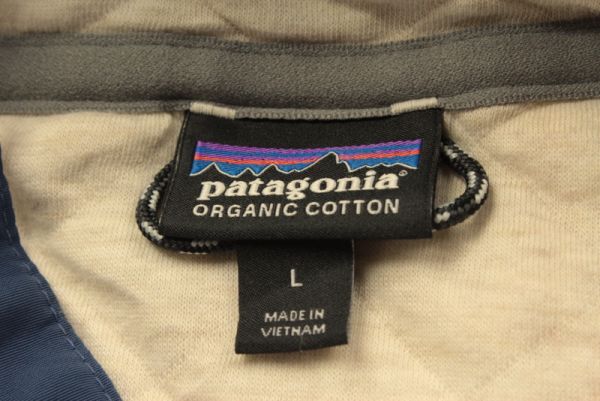 patagonia®
ORGANIC COTTON
L
MADE IN
VIETNAM